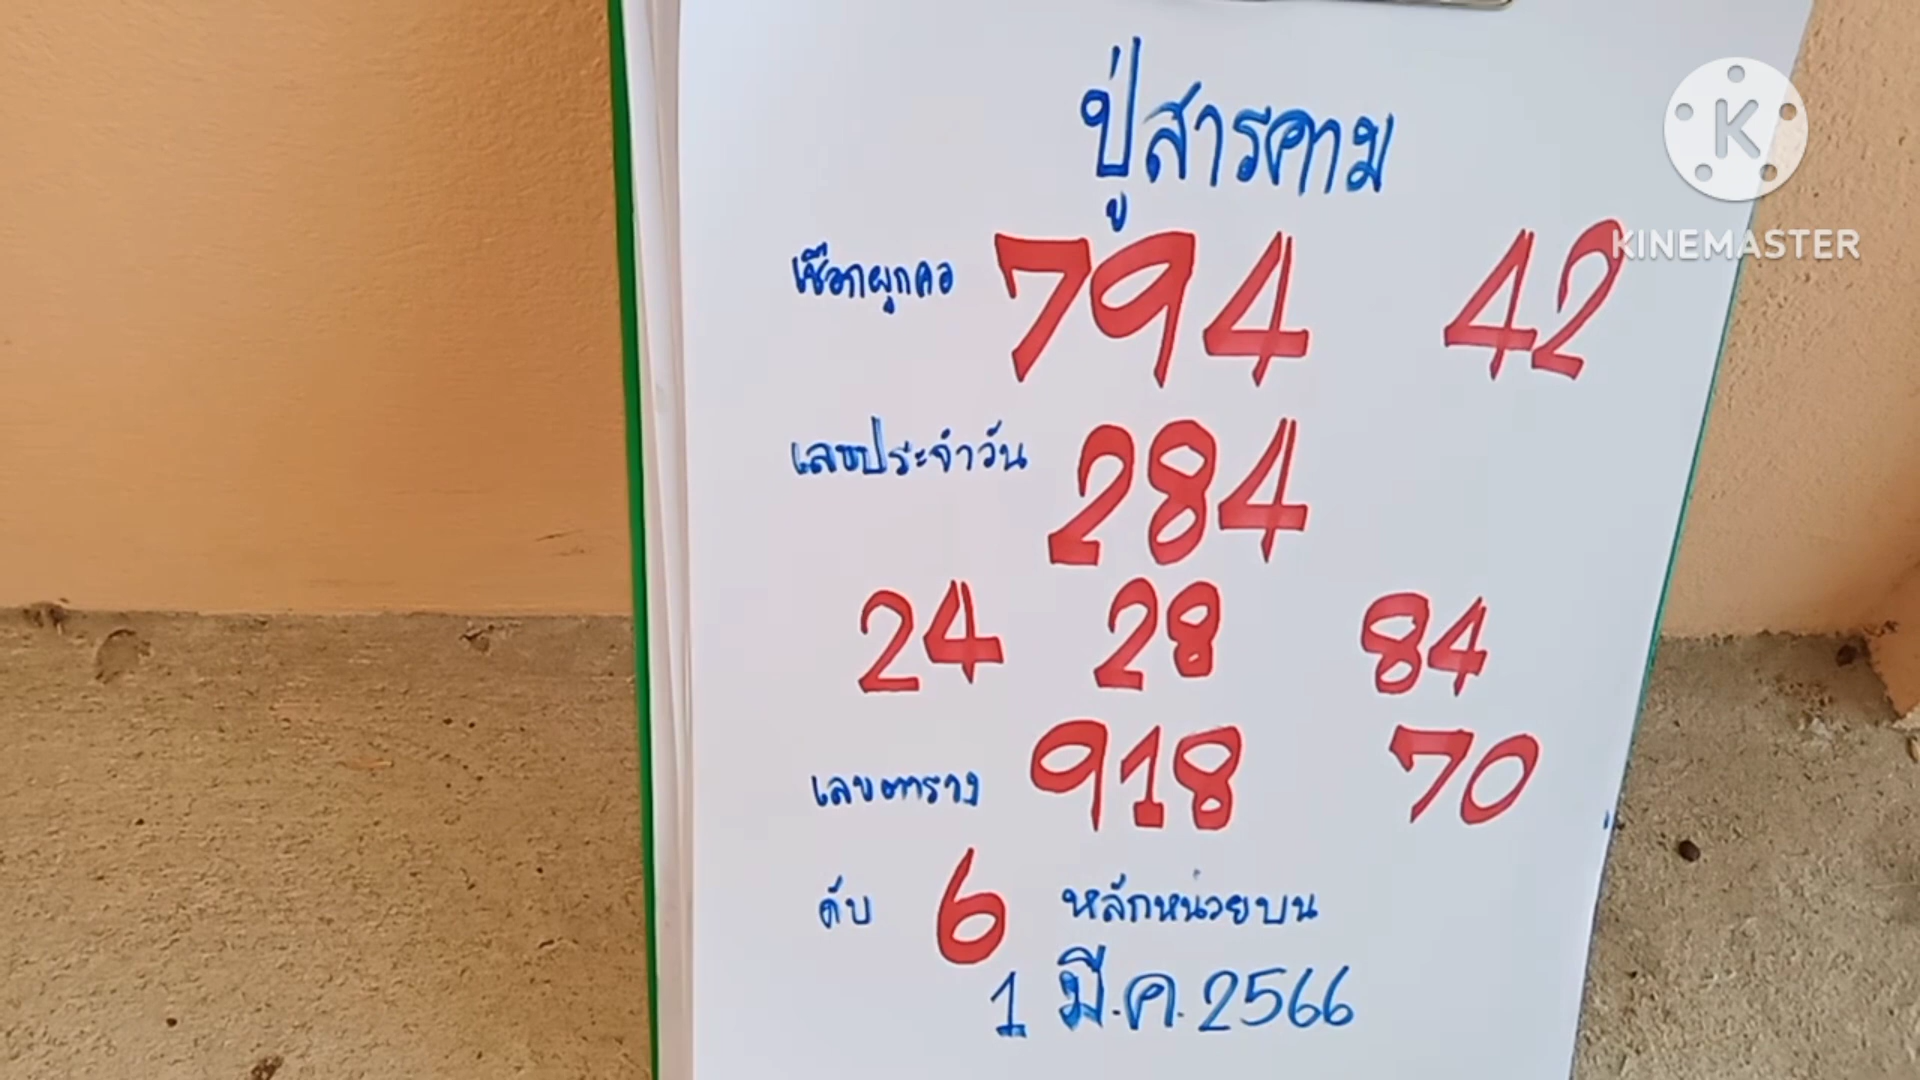 ปู่สารคาม
เชือกผูกคอ 794 42
เลขประจำวัน 284
24 28 84
เลขตาราง 918 70
ดับ 6 หลักหน่วยบน
1 มี.ค. 2566
K
KINEMASTER